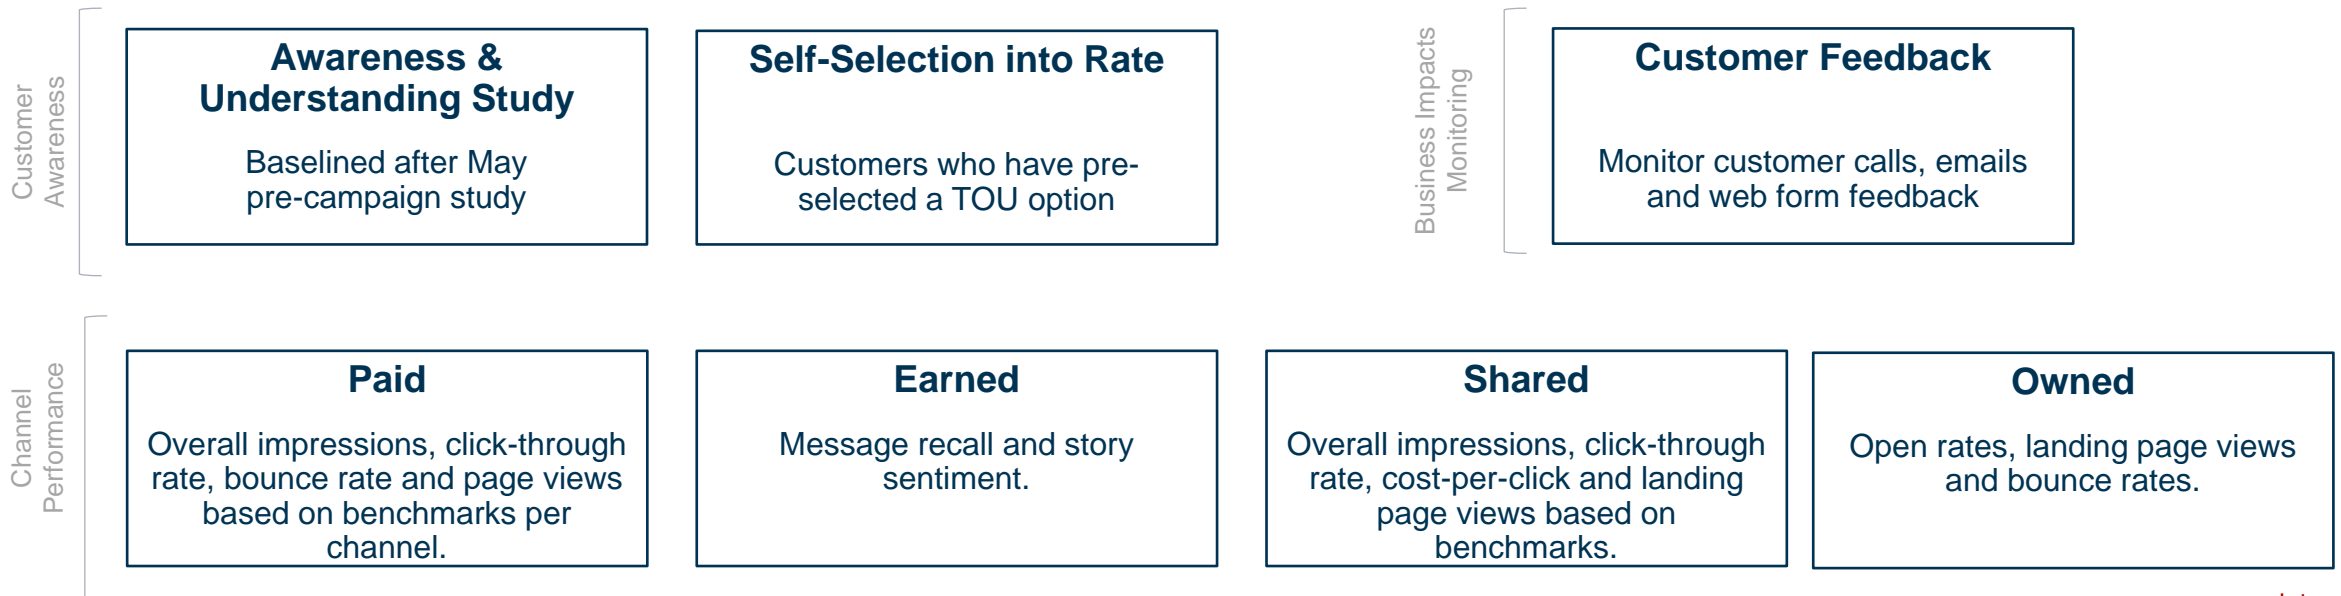 Customer
Awareness
Awareness &
Understanding Study
Baselined after May
pre-campaign study
Self-Selection into Rate
Customers who have pre-
selected a TOU option
Business Impacts
Monitoring
Customer Feedback
Monitor customer calls, emails
and web form feedback
Channel
Performance
Paid
Overall impressions, click-through
rate, bounce rate and page views
based on benchmarks per
channel.
Earned
Message recall and story
sentiment.
Shared
Overall impressions, click-through
rate, cost-per-click and landing
page views based on
benchmarks.
Owned
Open rates, landing page views
and bounce rates.